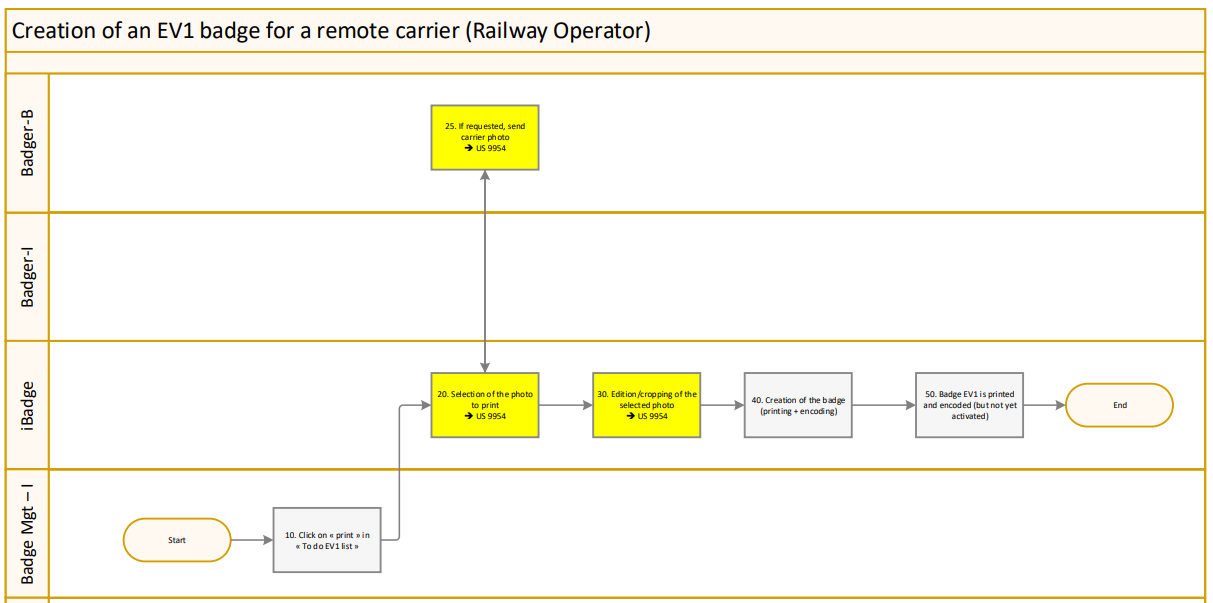 Creation of an EV1 badge for a remote carrier (Railway Operator)
Badger-B
25. If requested, send
carrier photo
➔ US 9954
Badger-I
iBadge
20. Selection of the photo
to print
➔ US 9954
30. Edition/cropping of the
selected photo
➔ US 9954
40. Creation of the badge
(printing + encoding)
50. Badge EV1 is printed
and encoded (but not yet
activated)
End
Badge Mgt – I
Start
10. Click on « print » in
« To do EV1 list »